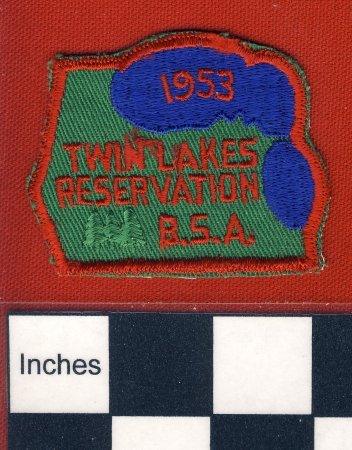 1953
TWIN LAKES
RESERVATION
B.S.A.
Inches